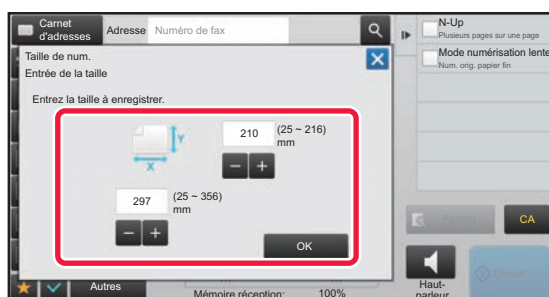 Carnet d'adresses
Adresse
Numéro de fax
N-Up
Plusieurs pages sur une page
Mode numérisation lente
Num. orig. papier fin
Taille de num.
Entrée de la taille
Entrez la taille à enregistrer.
Y
X
210
(25 ~ 216)
mm
297
(25 ~ 356)
mm
OK
Aperçu
CA
Départ
Autres
Mémoire réception:
100%
Haut-
parleur